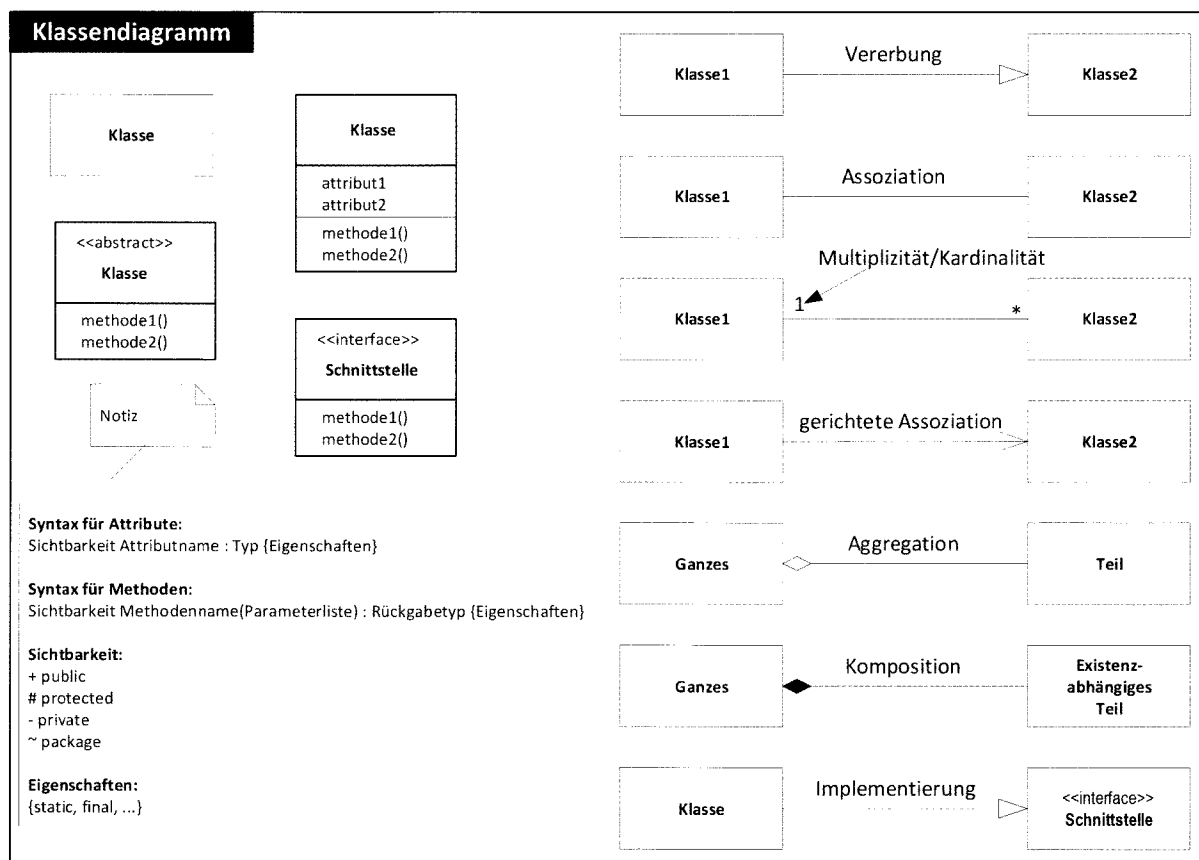 Klassendiagramm
Klasse
Klasse
attribut1
attribut2
methode1()
methode2()
<<abstract>>
Klasse
methode1()
methode2()
<<interface>>
Schnittstelle
methode1()
methode2()
Notiz
Syntax für Attribute:
Sichtbarkeit Attributname : Typ {Eigenschaften}
Syntax für Methoden:
Sichtbarkeit Methodenname(Parameterliste) : Rückgabetyp {Eigenschaften}
Sichtbarkeit:
+ public
# protected
- private
~ package
Eigenschaften:
{static, final, ...}
Klasse1 Vererbung Klasse2
Klasse1 Assoziation Klasse2
Multiplizität/Kardinalität
Klasse1 1 * Klasse2
Klasse1 gerichtete Assoziation Klasse2
Ganzes Aggregation Teil
Ganzes Komposition Existenz-
abhängiges
Teil
Klasse Implementierung <<interface>>
Schnittstelle